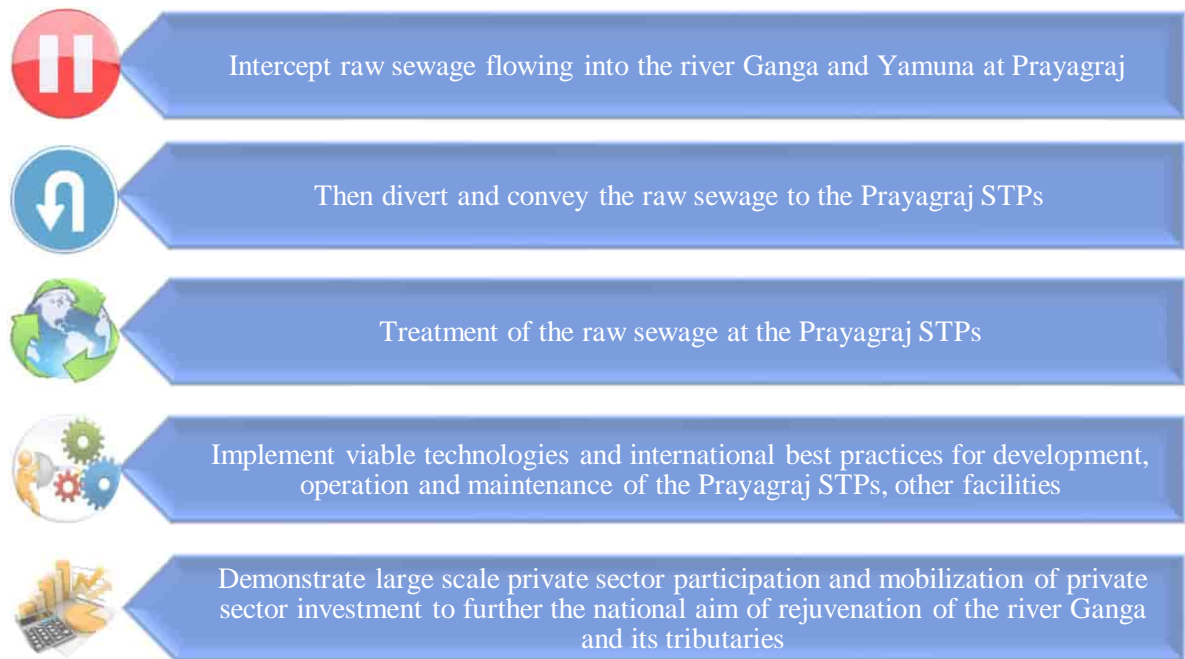 Intercept raw sewage flowing into the river Ganga and Yamuna at Prayagraj
Then divert and convey the raw sewage to the Prayagraj STPs
Treatment of the raw sewage at the Prayagraj STPs
Implement viable technologies and international best practices for development,
operation and maintenance of the Prayagraj STPs, other facilities
Demonstrate large scale private sector participation and mobilization of private
sector investment to further the national aim of rejuvenation of the river Ganga
and its tributaries